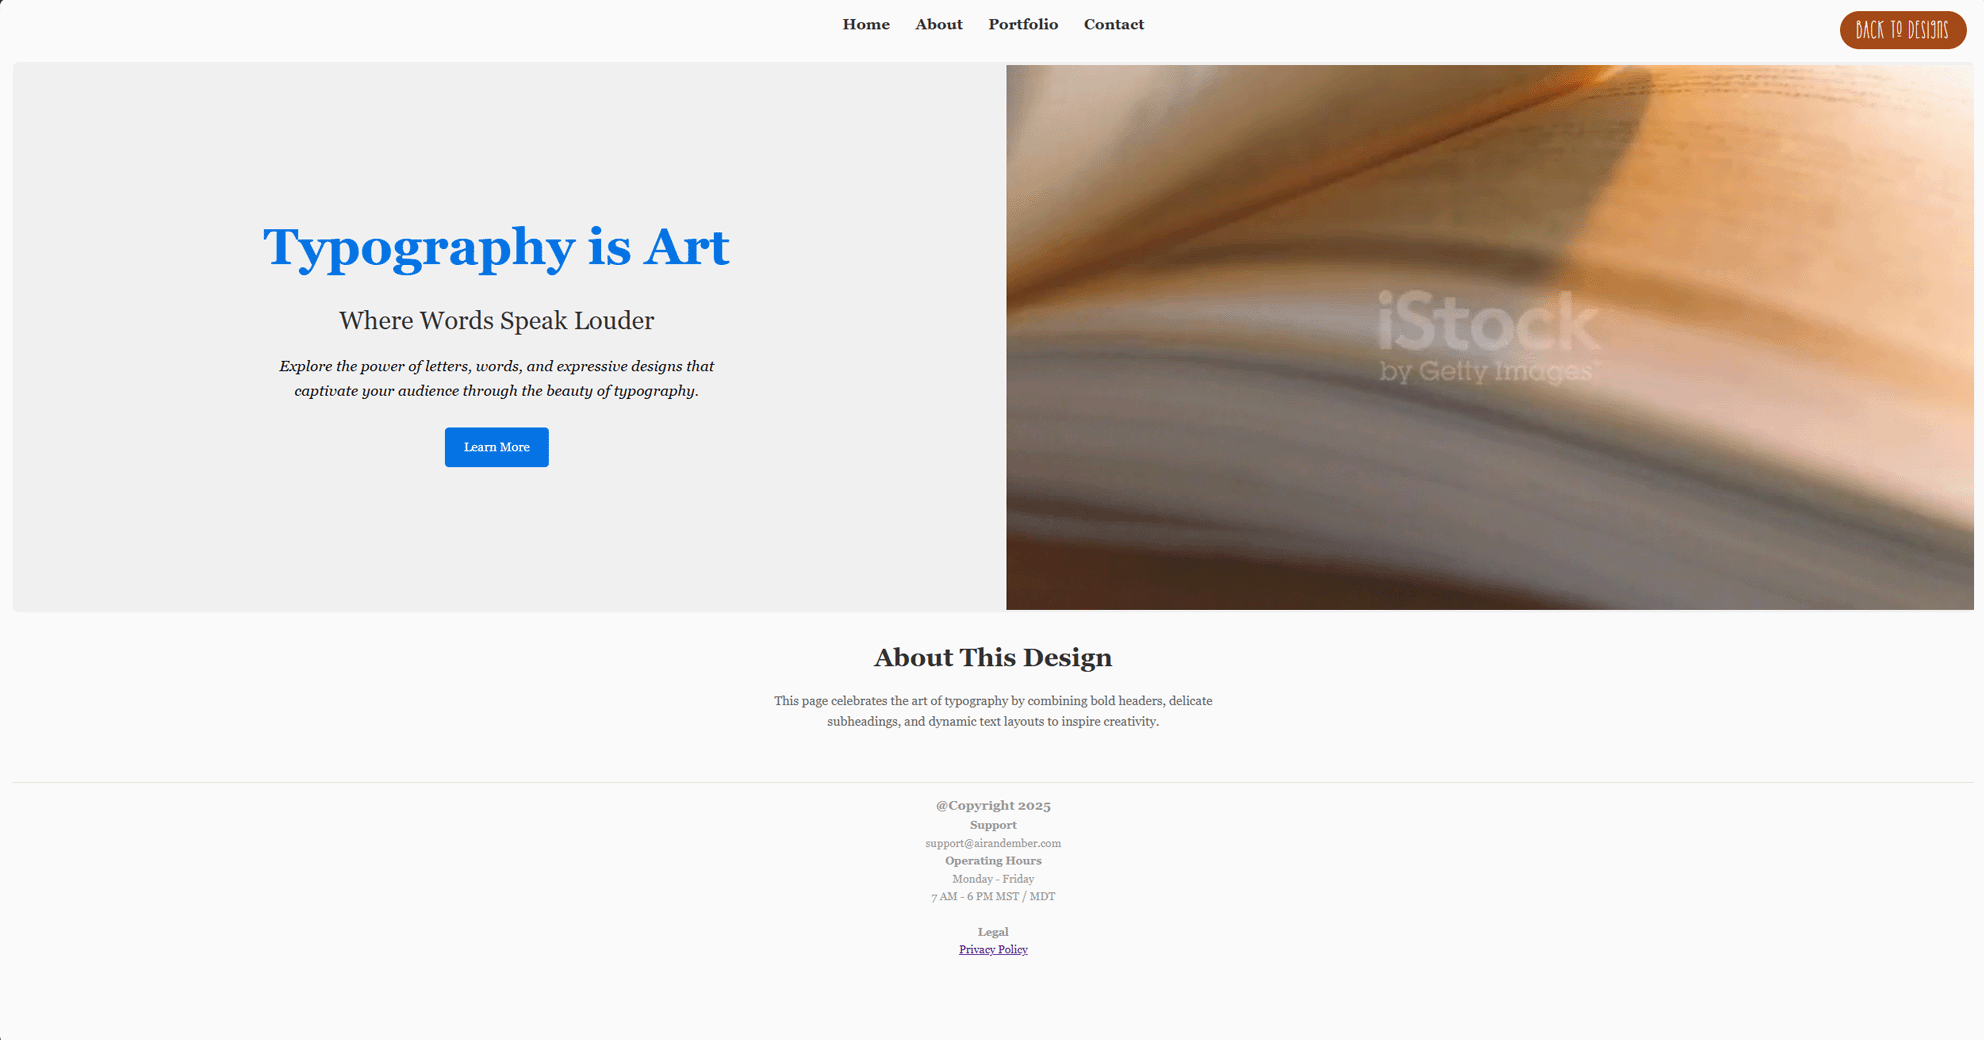 Home About Portfolio Contact
BACK TO DESIGNS
Typography is Art
Where Words Speak Louder
Explore the power of letters, words, and expressive designs that
captivate your audience through the beauty of typography.
Learn More
iStock
by Getty Images™
About This Design
This page celebrates the art of typography by combining bold headers, delicate
subheadings, and dynamic text layouts to inspire creativity.
@Copyright 2025
Support
support@airandember.com
Operating Hours
Monday - Friday
7 AM - 6 PM MST / MDT
Legal
Privacy Policy